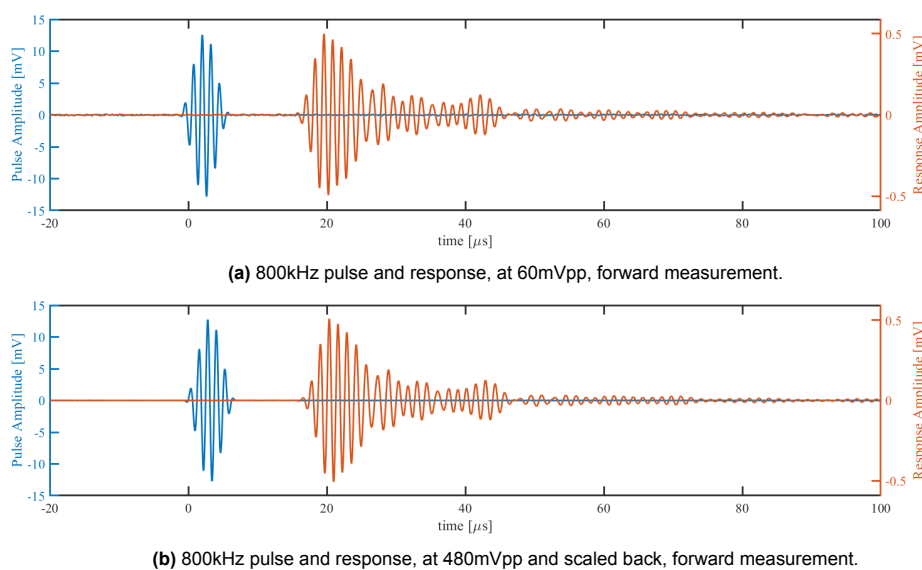 15
10
5
0
-5
-10
-15
Pulse Amplitude [mV]
0.5
0
-0.5
Response Amplitude [mV]
-20 0 20 40 60 80 100
time [μs]
(a) 800kHz pulse and response, at 60mVpp, forward measurement.
15
10
5
0
-5
-10
-15
Pulse Amplitude [mV]
0.5
0
-0.5
Response Amplitude [mV]
-20 0 20 40 60 80 100
time [μs]
(b) 800kHz pulse and response, at 480mVpp and scaled back, forward measurement.